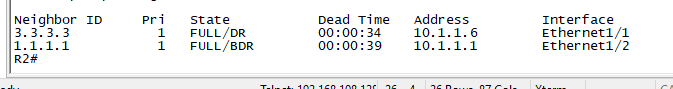 Neighbor ID Pri State Dead Time Address Interface
3.3.3.3 1 FULL/DR 00:00:34 10.1.1.6 Ethernet1/1
1.1.1.1 1 FULL/BDR 00:00:39 10.1.1.1 Ethernet1/2
R2#